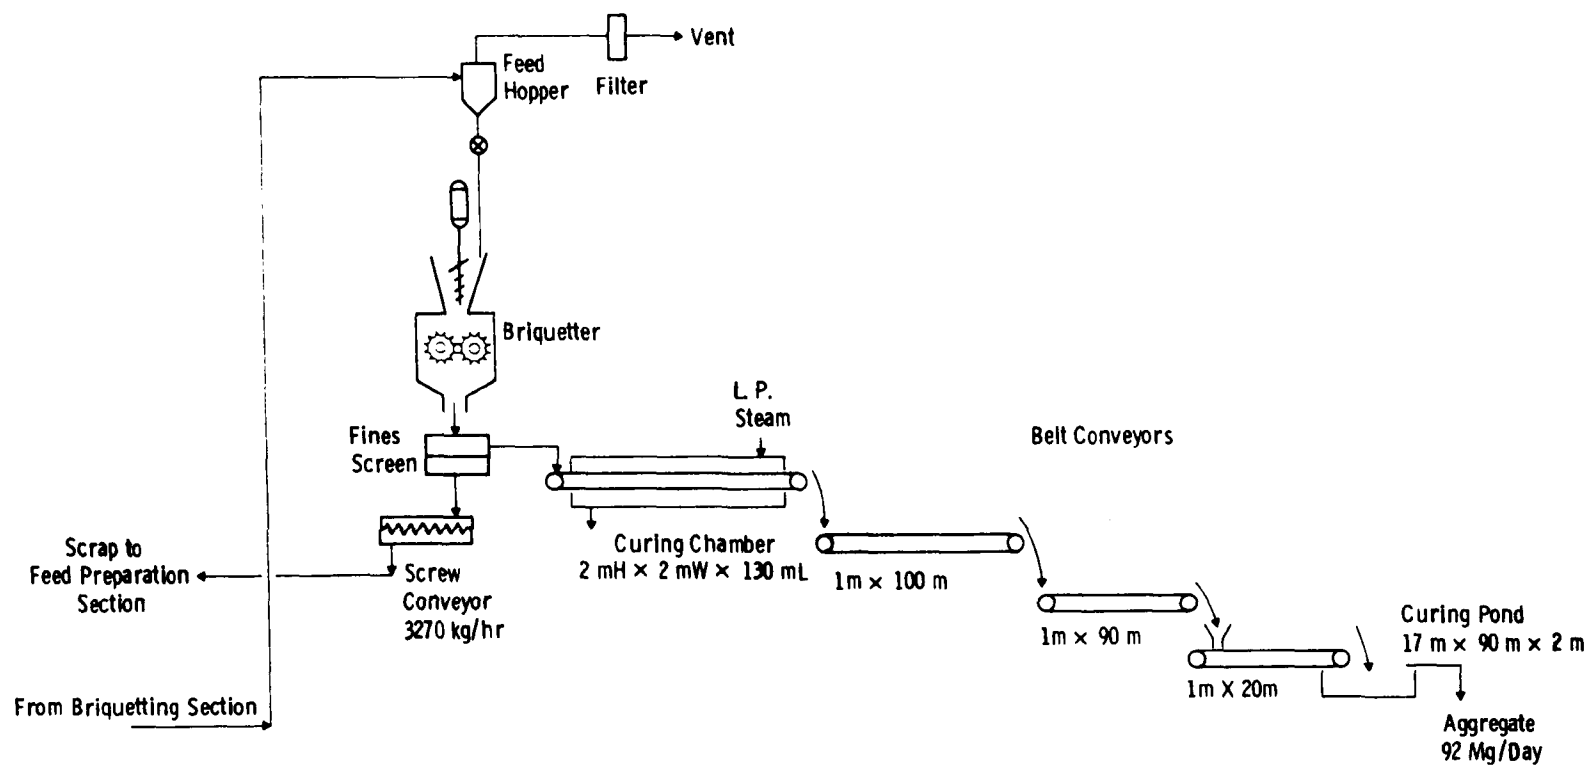 Vent
Feed
Hopper
Filter
Briquetter
L. P.
Steam
Fines
Screen
Belt Conveyors
Curing Chamber
2 mH × 2 mW × 130 mL
Scrap to
Feed Preparation
Section
Screw
Conveyor
3270 kg/hr
1m × 100 m
1m × 90 m
Curing Pond
17 m × 90 m × 2 m
1m X 20m
From Briquetting Section
Aggregate
92 Mg/Day